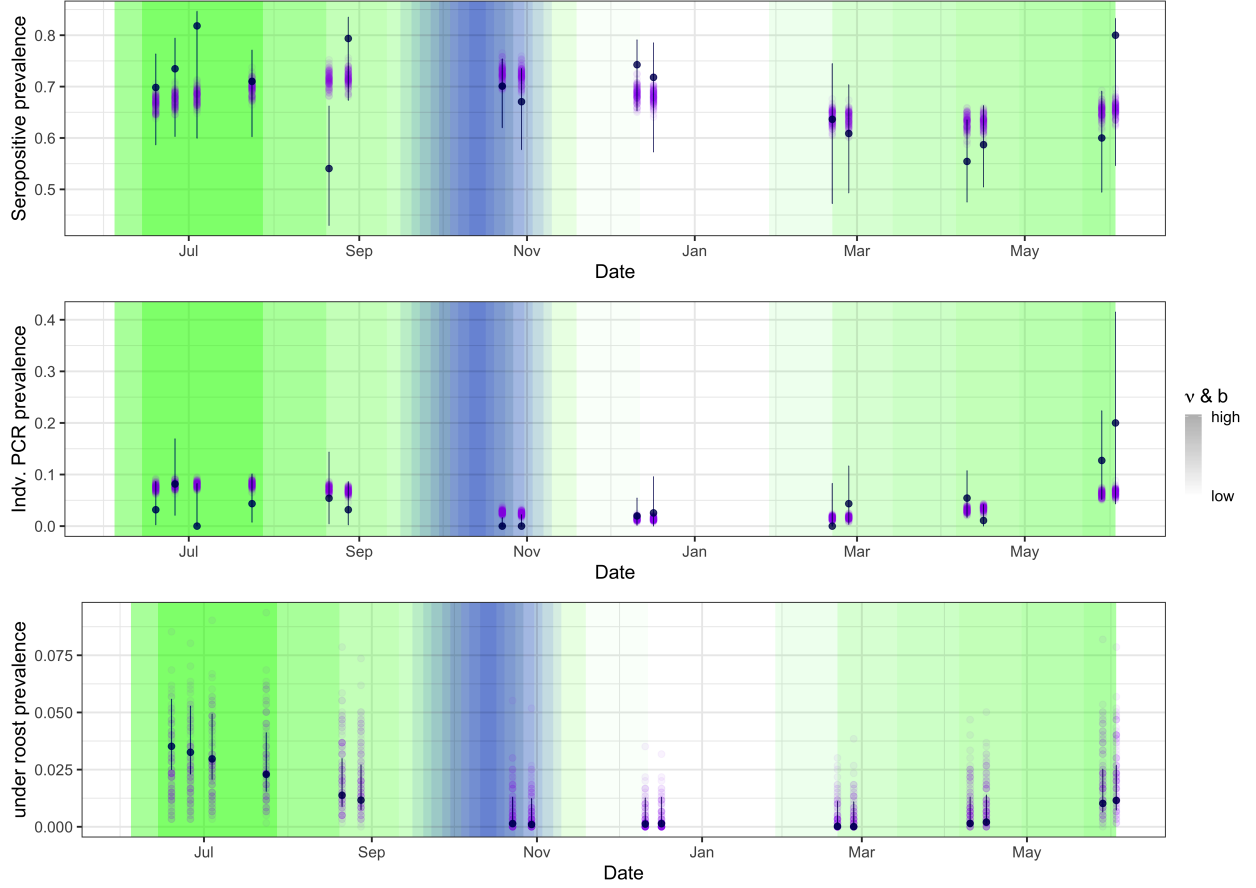 Seropositive prevalence
0.8
0.7
0.6
0.5
Jul Sep Nov Jan Mar May
Date
Indv. PCR prevalence
0.4
0.3
0.2
0.1
0.0
Jul Sep Nov Jan Mar May
Date
ν & b
high
low
under roost prevalence
0.075
0.050
0.025
0.000
Jul Sep Nov Jan Mar May
Date